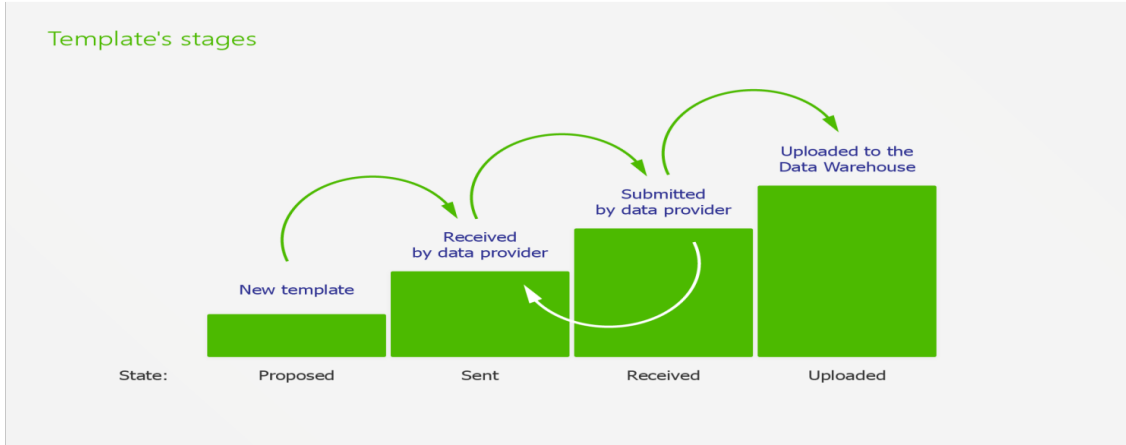 Template's stages
Uploaded to the
Data Warehouse
Submitted
by data provider
Received
by data provider
New template
State:
Proposed
Sent
Received
Uploaded